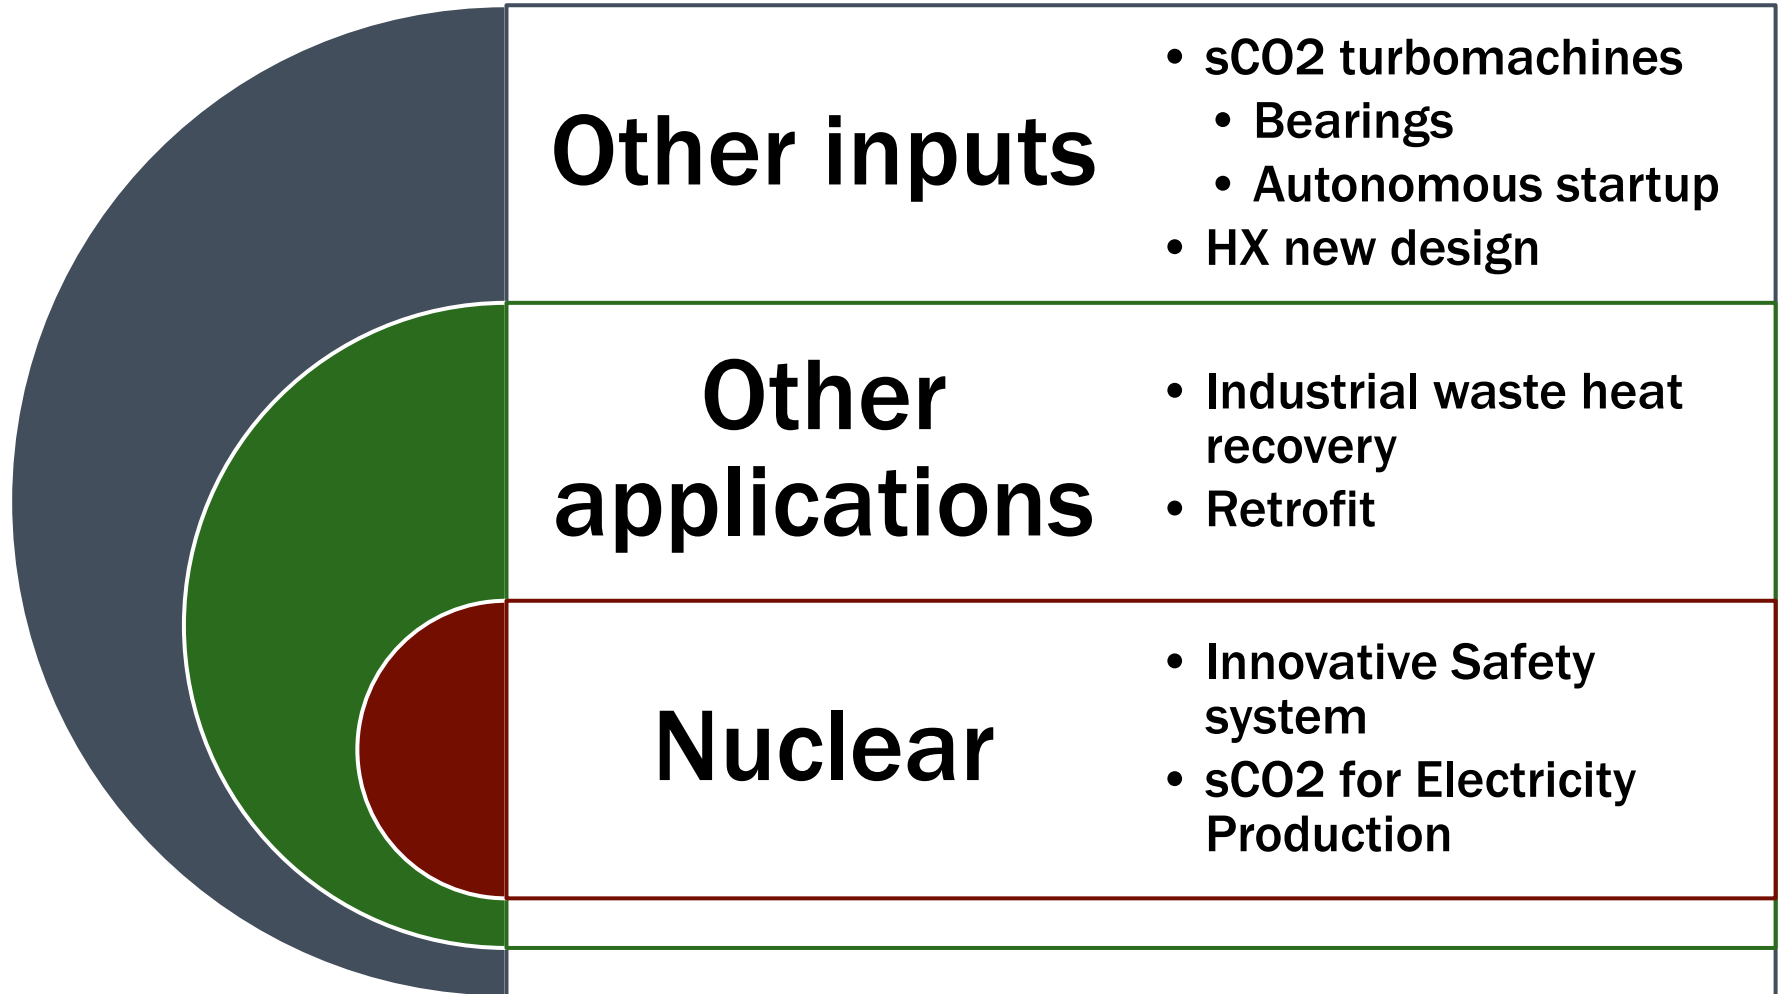 Other inputs
• sCO2 turbomachines
• Bearings
• Autonomous startup
• HX new design
Other
applications
• Industrial waste heat
recovery
• Retrofit
Nuclear
• Innovative Safety
system
• sCO2 for Electricity
Production